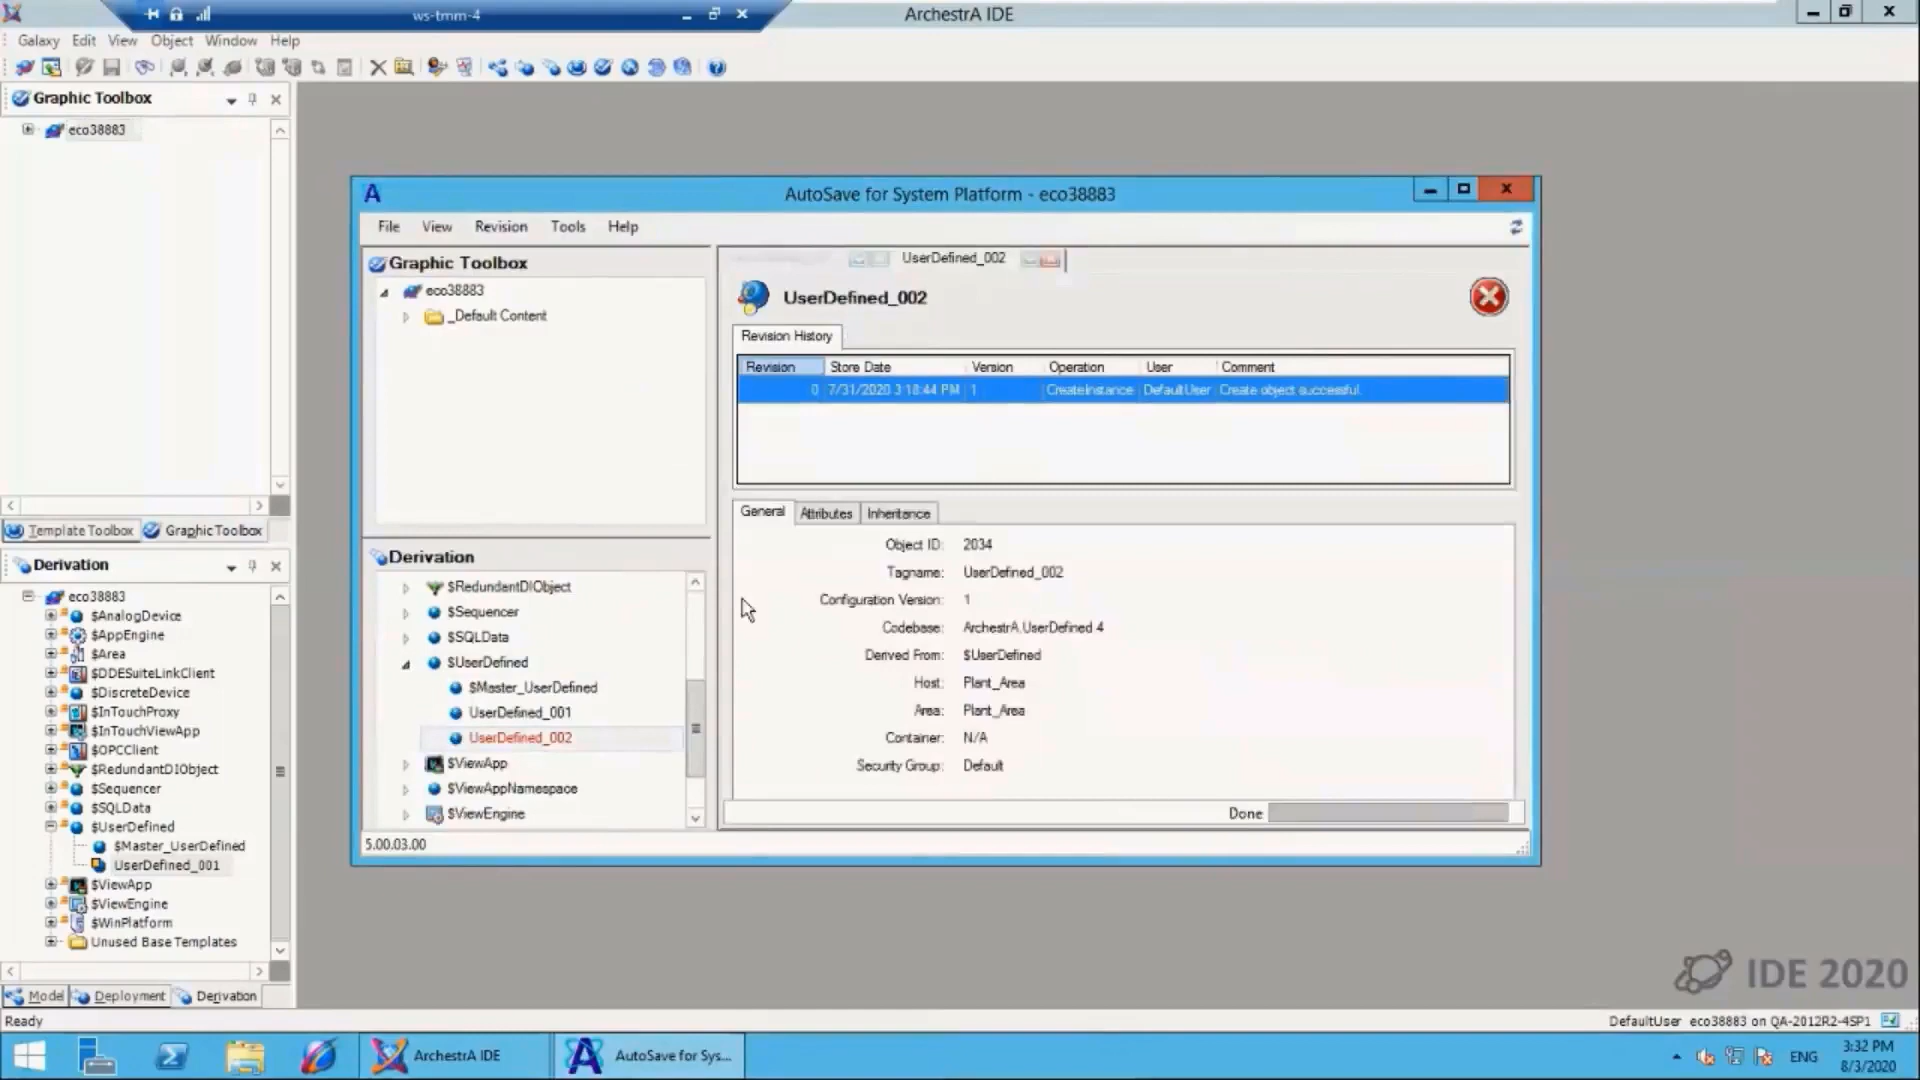 ws-tmm-4
ArchestrA IDE
Galaxy Edit View Object Window Help
Graphic Toolbox
eco38883
Template Toolbox Graphic Toolbox
Derivation
eco38883
$AnalogDevice
$AppEngine
$Area
$DDESuiteLinkClient
$DiscreteDevice
$InTouchProxy
$InTouchViewApp
$OPCClient
$RedundantDIObject
$Sequencer
$SQLData
$UserDefined
$Master_UserDefined
UserDefined_001
$ViewApp
$ViewEngine
$WinPlatform
Unused Base Templates
Model Deployment Derivation
Ready
AutoSave for System Platform - eco38883
File View Revision Tools Help
Graphic Toolbox
eco38883
_Default Content
Derivation
$RedundantDIObject
$Sequencer
$SQLData
$UserDefined
$Master_UserDefined
UserDefined_001
UserDefined_002
$ViewApp
$ViewAppNamespace
$ViewEngine
5.00.03.00
UserDefined_002
UserDefined_002
Revision History
Revision Store Date Version Operation User Comment
0 7/31/2020 3:18:44 PM 1 CreateInstance DefaultUser Create object successful.
General Attributes Inheritance
Object ID: 2034
Tagname: UserDefined_002
Configuration Version: 1
Codebase: ArchestrA.UserDefined.4
Derived From: $UserDefined
Host: Plant_Area
Area: Plant_Area
Container: N/A
Security Group: Default
Done
IDE 2020
DefaultUser eco38883 on QA-2012R2-4SP1
ArchestrA IDE
AutoSave for Sys...
ENG
3:32 PM
8/3/2020